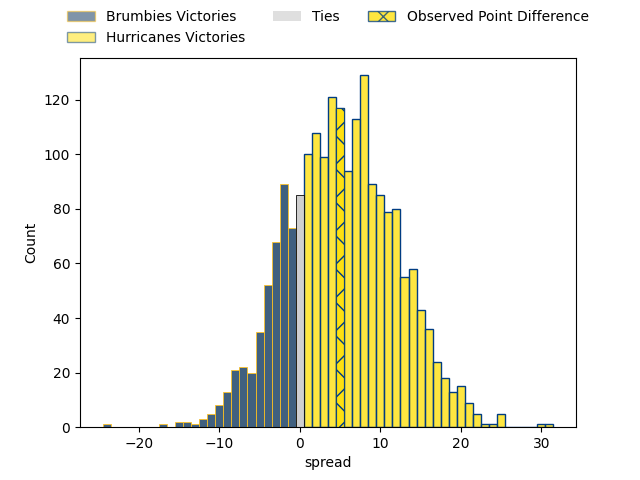 Brumbies Victories
Hurricanes Victories
Ties
Observed Point Difference
120
100
80
60
40
20
0
Count
−20
−10
0
10
20
30
spread